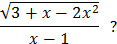 √(3 + x − 2x²) / (x − 1) ?